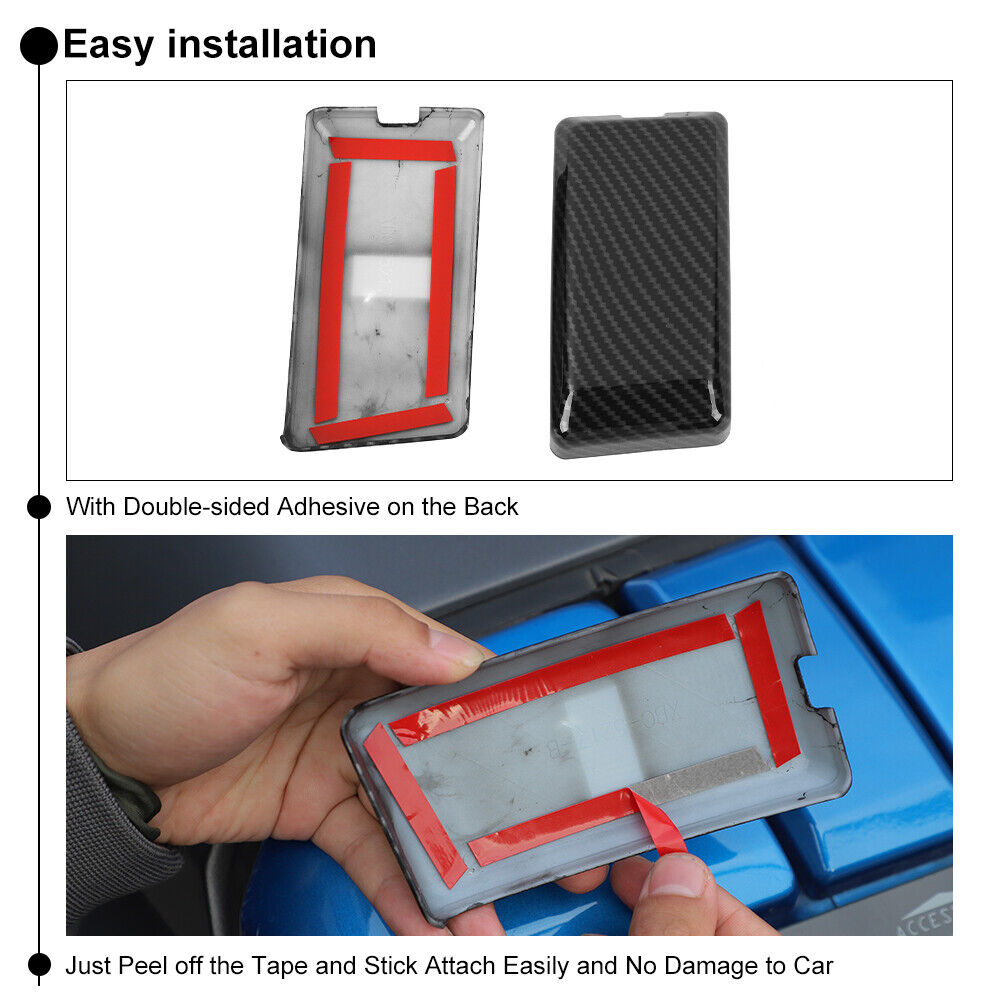 Easy installation
With Double-sided Adhesive on the Back
Just Peel off the Tape and Stick Attach Easily and No Damage to Car